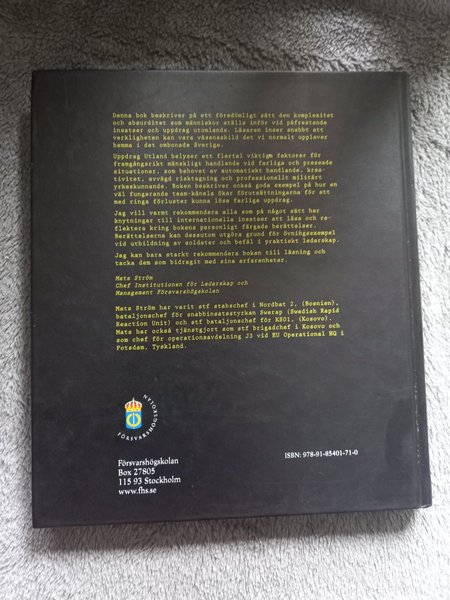 Denna bok beskriver på ett föredömligt sätt den komplexitet
och absurditet som människor ställs inför vid påfrestande
insatser och uppdrag utomlands. Läsaren inser snabbt att
verkligheten kan vara väsensskild det vi normalt upplever
hemma i det ombonade Sverige.
Uppdrag Utland belyser ett flertal viktiga faktorer för
framgångsrikt mänskligt handlande vid farliga och pressade
situationer, som behovet av automatiskt handlande, krea-
tivitet, avvägd risktagning och professionellt militärt
yrkeskunnande. Boken beskriver också goda exempel på hur en
väl fungerande team-känsla ökar förutsättningarna för att
med ringa förluster kunna lösa farliga uppdrag.
Jag vill varmt rekommendera alla som på något sätt har
knytningar till internationella insatser att läsa och re-
flektera kring bokens personligt färgade berättelser.
Berättelserna kan dessutom utgöra grund för övningsexempel
vid utbildning av soldater och befäl i praktiskt ledarskap.
Jag kan bara starkt rekommendera boken till läsning och
tacka dem som bidragit med sina erfarenheter.
Mats Ström
Chef Institutionen för Ledarskap och
Management Försvarshögskolan
Mats Ström har varit stf stabschef i Nordbat 2, (Bosnien),
bataljonschef för snabbinsatsstyrkan Swerap (Swedish Rapid
Reaction Unit) och stf bataljonschef för KS01, (Kosovo).
Mats har också tjänstgjort som stf brigadchef i Kosovo och
som chef för operationsavdelning J3 vid EU Operational HQ i
Potsdam, Tyskland.
FÖRSVARSHÖGSKOLAN
Försvarshögskolan
Box 27805
115 93 Stockholm
www.fhs.se
ISBN: 978-91-85401-71-0